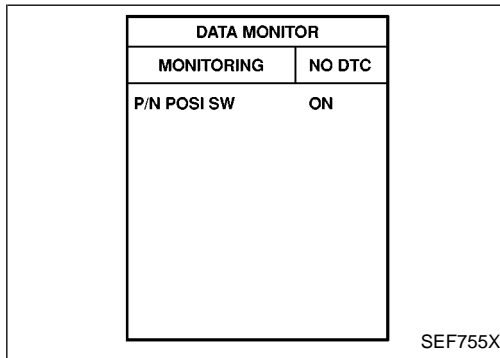 DATA MONITOR
MONITORING NO DTC
P/N POSI SW ON
SEF755X